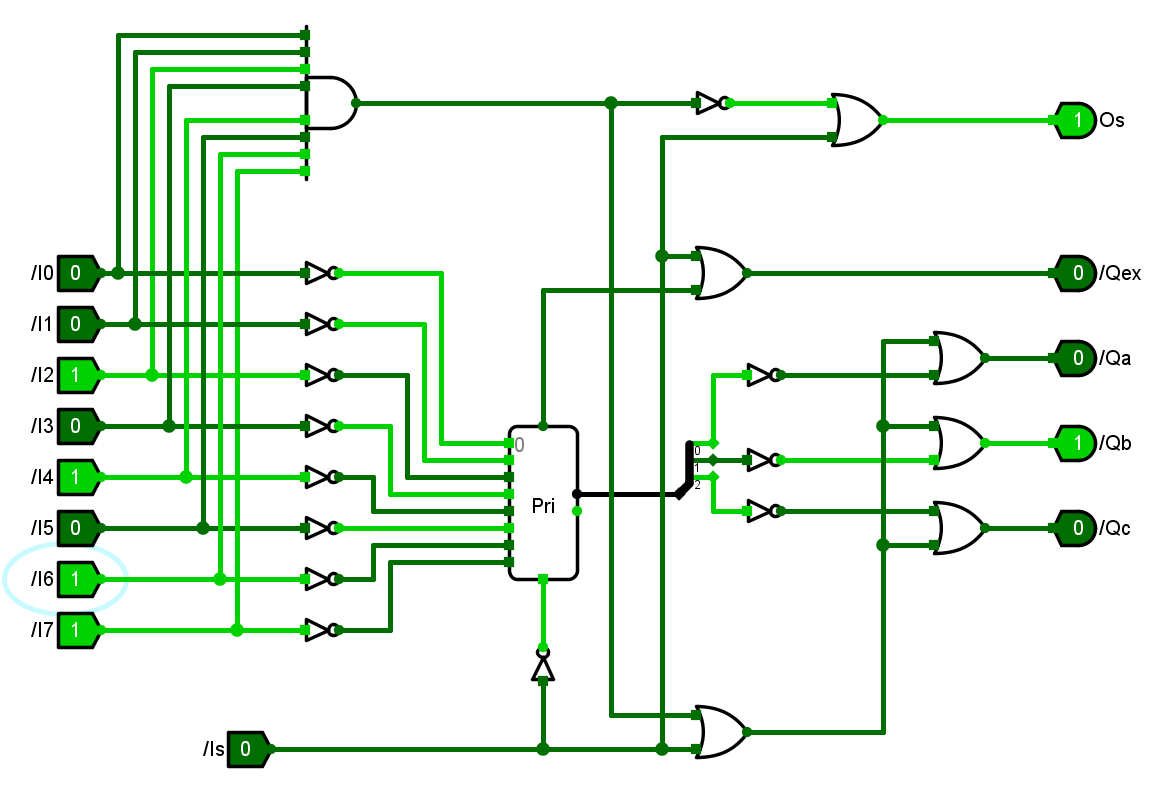 1 Os
/I0 0
0 /Qex
/I1 0
/I2 1
0 /Qa
/I3 0
0
1 /Qb
0
1
2
/I4 1
Pri
/I5 0
0 /Qc
/I6 1
/I7 1
/Is 0